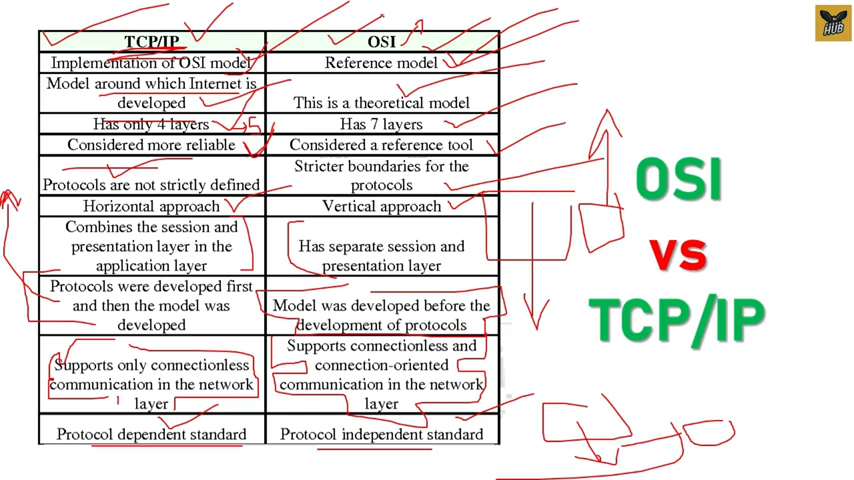 TCP/IP OSI
Implementation of OSI model Reference model
Model around which Internet is
developed This is a theoretical model
Has only 4 layers 5 Has 7 layers
Considered more reliable Considered a reference tool
Protocols are not strictly defined
Stricter boundaries for the
protocols
Horizontal approach Vertical approach
Combines the session and
presentation layer in the
application layer
Has separate session and
presentation layer
Protocols were developed first
and then the model was
developed
Model was developed before the
development of protocols
Supports only connectionless
communication in the network
layer
Supports connectionless and
connection-oriented
communication in the network
layer
Protocol dependent standard Protocol independent standard
OSI
vs
TCP/IP
HUB